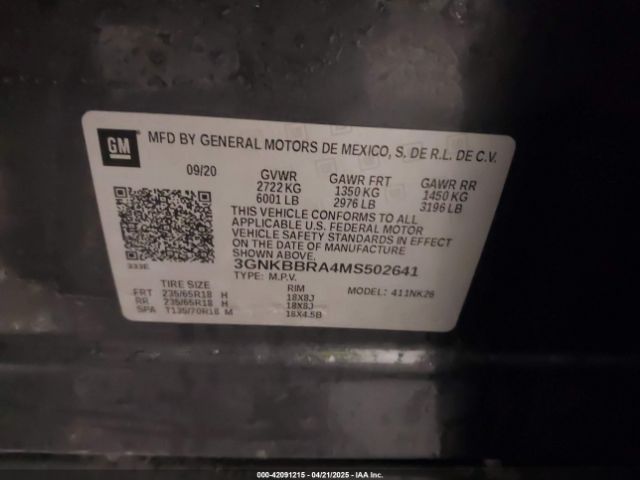 GM
MFD BY GENERAL MOTORS DE MEXICO, S. DE R.L. DE C.V.
09/20 GVWR GAWR FRT GAWR RR
2722 KG 1350 KG 1450 KG
6001 LB 2976 LB 3196 LB
THIS VEHICLE CONFORMS TO ALL
APPLICABLE U.S. FEDERAL MOTOR
VEHICLE SAFETY STANDARDS IN EFFECT
ON THE DATE OF MANUFACTURE
SHOWN ABOVE.
3GNKBBRA4MS502641
TYPE: M.P.V. MODEL: 411NK26
TIRE SIZE RIM
FRT 235/65R18 H 18X8J
RR 235/65R18 H 18X8J
SPA T135/70R18 M 18X4.5B
000-42091215 - 04/21/2025 - IAA Inc.